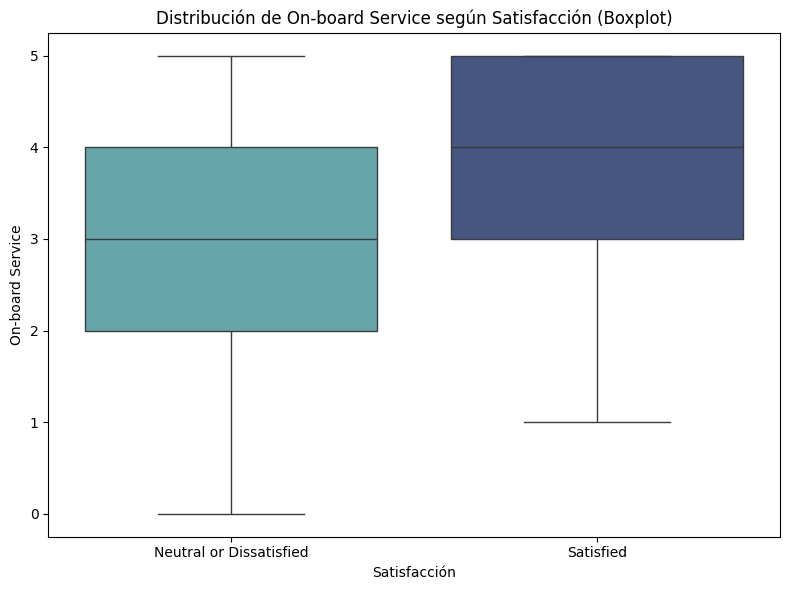 Distribución de On-board Service según Satisfacción (Boxplot)
On-board Service
5
4
3
2
1
0
Neutral or Dissatisfied
Satisfied
Satisfacción